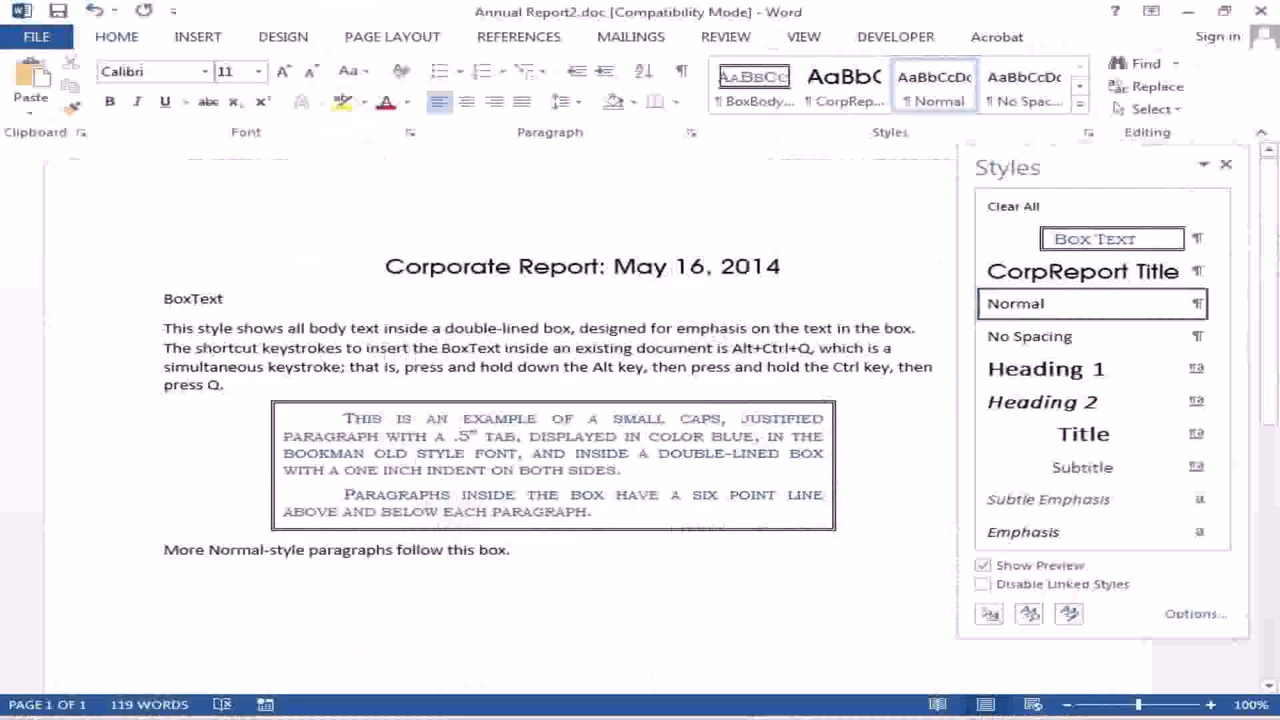 Annual Report2.doc [Compatibility Mode] - Word
FILE HOME INSERT DESIGN PAGE LAYOUT REFERENCES MAILINGS REVIEW VIEW DEVELOPER Acrobat Sign in
Paste
Calibri 11
AaBbCc AaBbC AaBbCcDc AaBbCcDc
¶ BoxBody... ¶ CorpRep... ¶ Normal ¶ No Spac...
Find
Replace
Select
Clipboard Font Paragraph Styles Editing
Corporate Report: May 16, 2014
BoxText
This style shows all body text inside a double-lined box, designed for emphasis on the text in the box.
The shortcut keystrokes to insert the BoxText inside an existing document is Alt+Ctrl+Q, which is a
simultaneous keystroke; that is, press and hold down the Alt key, then press and hold the Ctrl key, then
press Q.
THIS IS AN EXAMPLE OF A SMALL CAPS, JUSTIFIED
PARAGRAPH WITH A .5" TAB, DISPLAYED IN COLOR BLUE, IN THE
BOOKMAN OLD STYLE FONT, AND INSIDE A DOUBLE-LINED BOX
WITH A ONE INCH INDENT ON BOTH SIDES.
PARAGRAPHS INSIDE THE BOX HAVE A SIX POINT LINE
ABOVE AND BELOW EACH PARAGRAPH.
More Normal-style paragraphs follow this box.
Styles
Clear All
BOX TEXT
CorpReport Title
Normal
No Spacing
Heading 1
Heading 2
Title
Subtitle
Subtle Emphasis
Emphasis
Show Preview
Disable Linked Styles
Options...
PAGE 1 OF 1 119 WORDS 100%